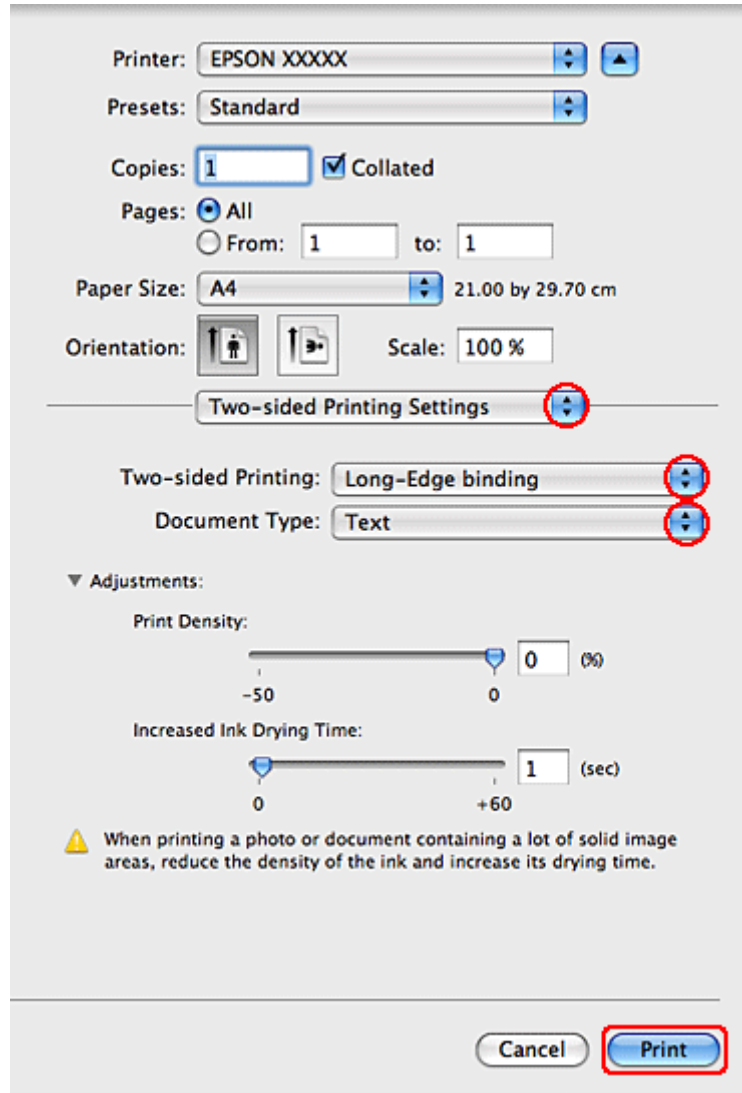 Printer: EPSON XXXXX
Presets: Standard
Copies: 1 Collated
Pages: All
From: 1 to: 1
Paper Size: A4 21.00 by 29.70 cm
Orientation: Scale: 100 %
Two-sided Printing Settings
Two-sided Printing: Long-Edge binding
Document Type: Text
Adjustments:
Print Density:
0 (%)
-50 0
Increased Ink Drying Time:
1 (sec)
0 +60
When printing a photo or document containing a lot of solid image
areas, reduce the density of the ink and increase its drying time.
Cancel Print